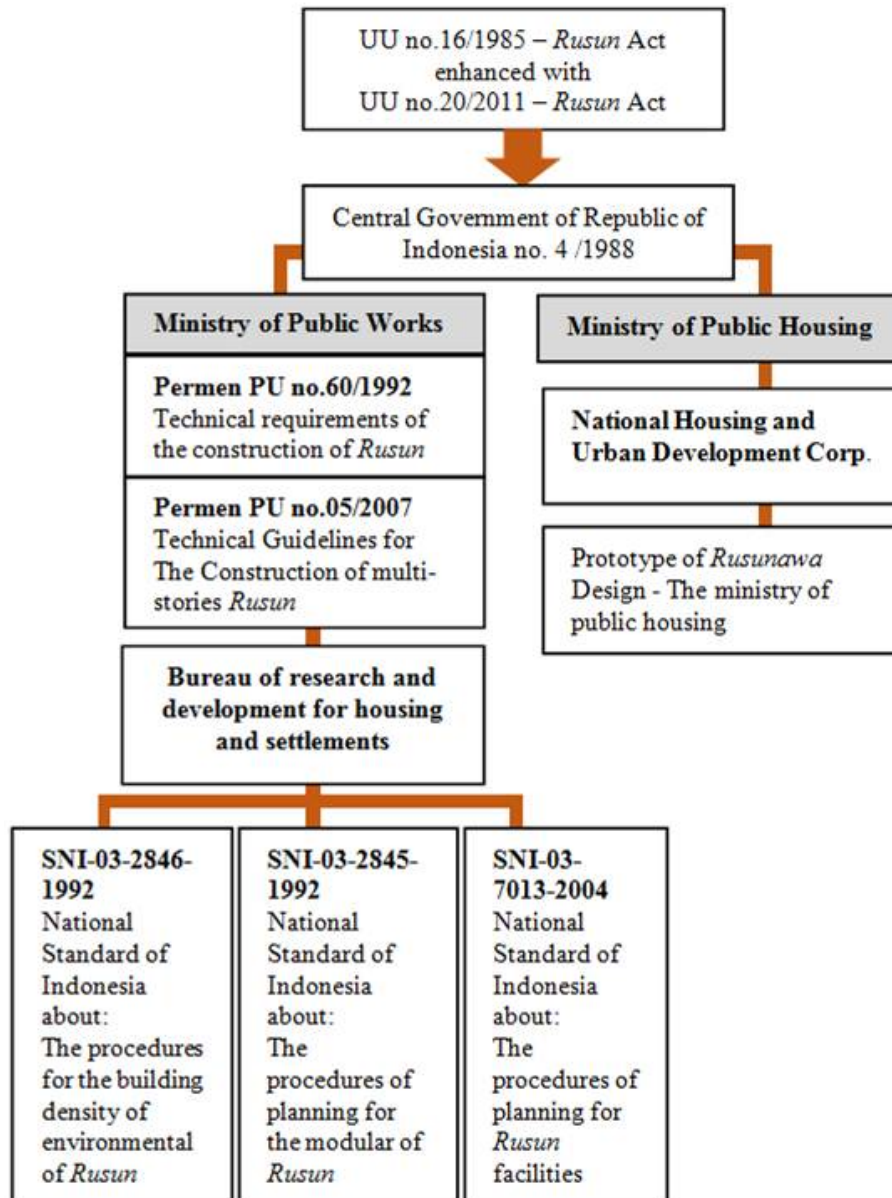 UU no.16/1985 – Rusun Act
enhanced with
UU no.20/2011 – Rusun Act
Central Government of Republic of
Indonesia no. 4 /1988
Ministry of Public Works
Permen PU no.60/1992
Technical requirements of
the construction of Rusun
Permen PU no.05/2007
Technical Guidelines for
The Construction of multi-
stories Rusun
Bureau of research and
development for housing
and settlements
Ministry of Public Housing
National Housing and
Urban Development Corp.
Prototype of Rusunawa
Design - The ministry of
public housing
SNI-03-2846-
1992
National
Standard of
Indonesia
about:
The procedures
for the building
density of
environmental
of Rusun
SNI-03-2845-
1992
National
Standard of
Indonesia
about:
The
procedures of
planning for
the modular of
Rusun
SNI-03-
7013-2004
National
Standard of
Indonesia
about:
The
procedures of
planning for
Rusun
facilities